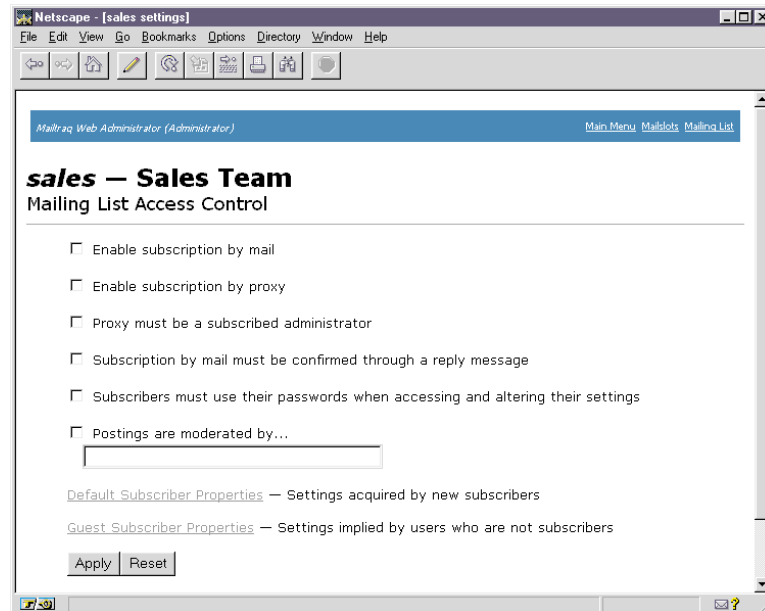 Netscape - [sales settings]
File Edit View Go Bookmarks Options Directory Window Help
Mailtraq Web Administrator (Administrator) Main Menu Mailslots Mailing List
sales — Sales Team
Mailing List Access Control
Enable subscription by mail
Enable subscription by proxy
Proxy must be a subscribed administrator
Subscription by mail must be confirmed through a reply message
Subscribers must use their passwords when accessing and altering their settings
Postings are moderated by...
Default Subscriber Properties — Settings acquired by new subscribers
Guest Subscriber Properties — Settings implied by users who are not subscribers
Apply Reset